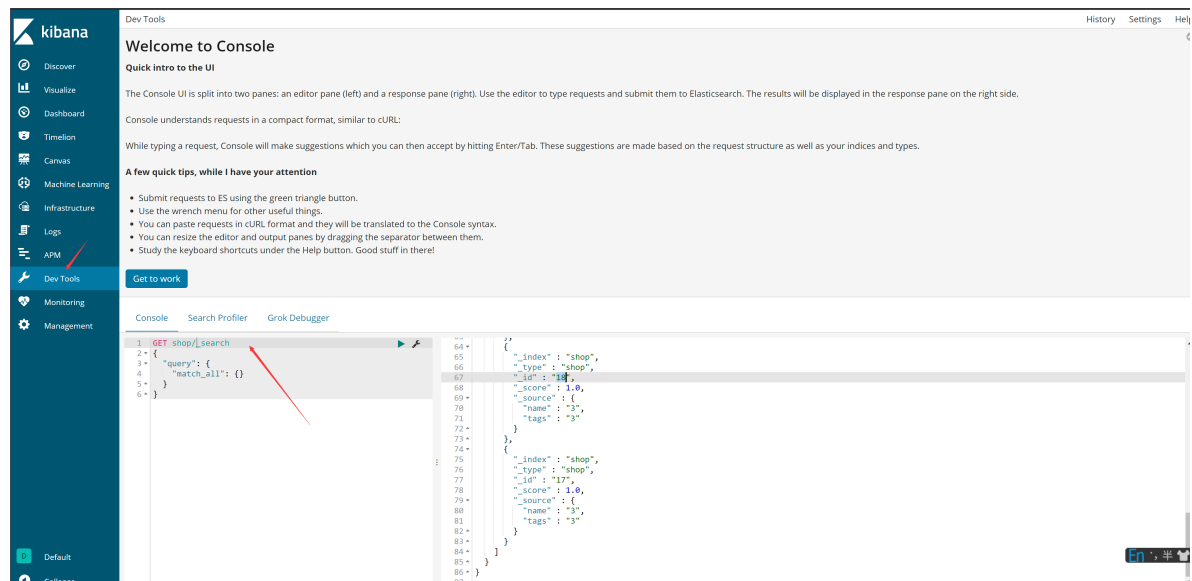 kibana
Discover
Visualize
Dashboard
Timelion
Canvas
Machine Learning
Infrastructure
Logs
APM
Dev Tools
Monitoring
Management
D Default
Dev Tools
History Settings Help
Welcome to Console
Quick intro to the UI
The Console UI is split into two panes: an editor pane (left) and a response pane (right). Use the editor to type requests and submit them to Elasticsearch. The results will be displayed in the response pane on the right side.
Console understands requests in a compact format, similar to cURL:
While typing a request, Console will make suggestions which you can then accept by hitting Enter/Tab. These suggestions are made based on the request structure as well as your indices and types.
A few quick tips, while I have your attention
• Submit requests to ES using the green triangle button.
• Use the wrench menu for other useful things.
• You can paste requests in cURL format and they will be translated to the Console syntax.
• You can resize the editor and output panes by dragging the separator between them.
• Study the keyboard shortcuts under the Help button. Good stuff in there!
Get to work
Console Search Profiler Grok Debugger
1 GET shop/_search
2 {
3 "query": {
4 "match_all": {}
5 }
6 }
64 {
65 "_index" : "shop",
66 "_type" : "shop",
67 "_id" : "18",
68 "_score" : 1.0,
69 "_source" : {
70 "name" : "3",
71 "tags" : "3"
72 }
73 },
74 {
75 "_index" : "shop",
76 "_type" : "shop",
77 "_id" : "17",
78 "_score" : 1.0,
79 "_source" : {
80 "name" : "3",
81 "tags" : "3"
82 }
83 }
84 ]
85 }
86 }
En 半